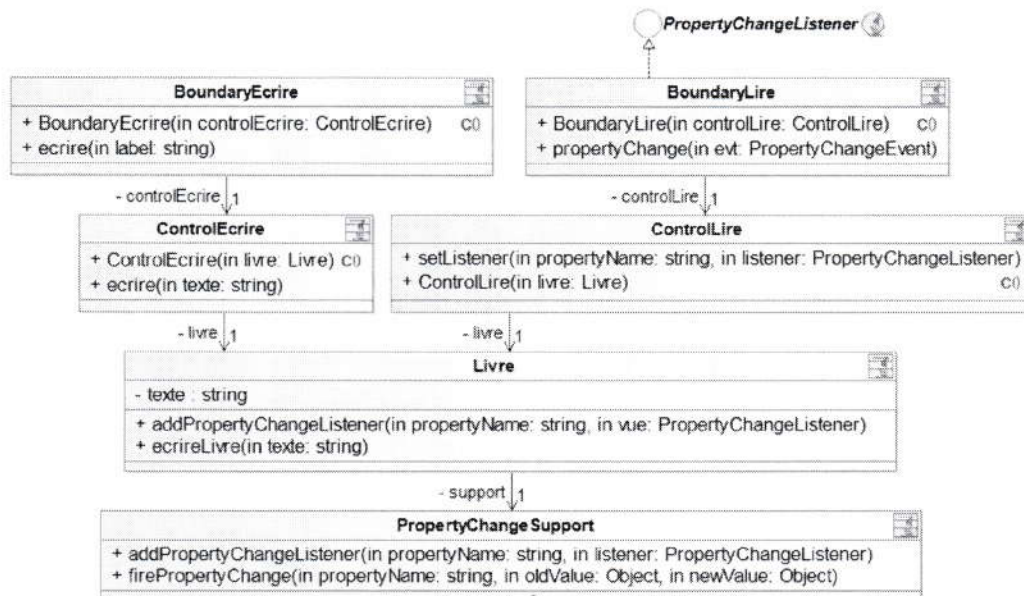 PropertyChangeListener
BoundaryEcrire
+ BoundaryEcrire(in controlEcrire: ControlEcrire) C()
+ ecrire(in label: string)
BoundaryLire
+ BoundaryLire(in controlLire: ControlLire) C()
+ propertyChange(in evt: PropertyChangeEvent)
- controlEcrire 1
- controlLire 1
ControlEcrire
+ ControlEcrire(in livre: Livre) C()
+ ecrire(in texte: string)
ControlLire
+ setListener(in propertyName: string, in listener: PropertyChangeListener)
+ ControlLire(in livre: Livre) C()
- livre 1
- livre 1
Livre
- texte : string
+ addPropertyChangeListener(in propertyName: string, in vue: PropertyChangeListener)
+ ecrireLivre(in texte: string)
- support 1
PropertyChangeSupport
+ addPropertyChangeListener(in propertyName: string, in listener: PropertyChangeListener)
+ firePropertyChange(in propertyName: string, in oldValue: Object, in newValue: Object)